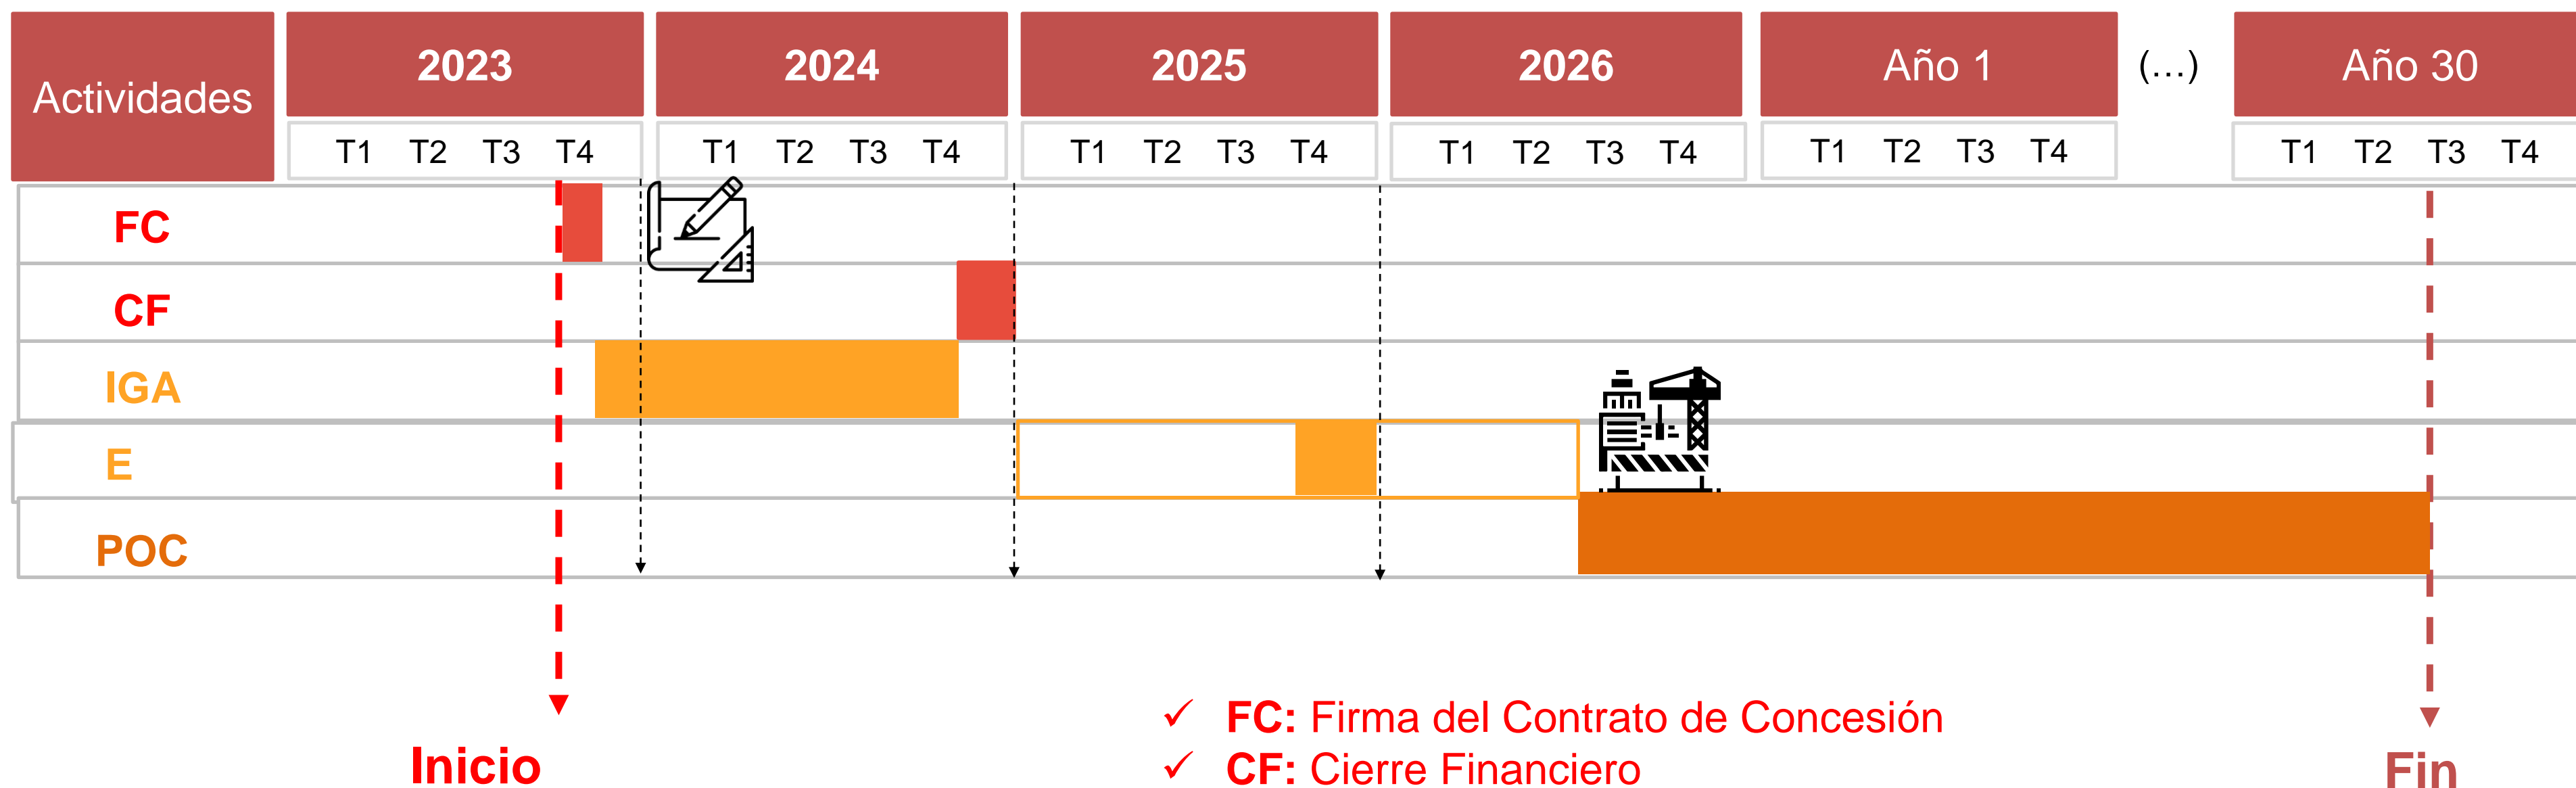 Actividades 2023 2024 2025 2026 Año 1 (...) Año 30
T1 T2 T3 T4 T1 T2 T3 T4 T1 T2 T3 T4 T1 T2 T3 T4 T1 T2 T3 T4 T1 T2 T3 T4
FC
CF
IGA
E
POC
✓ FC: Firma del Contrato de Concesión
Inicio ✓ CF: Cierre Financiero Fin